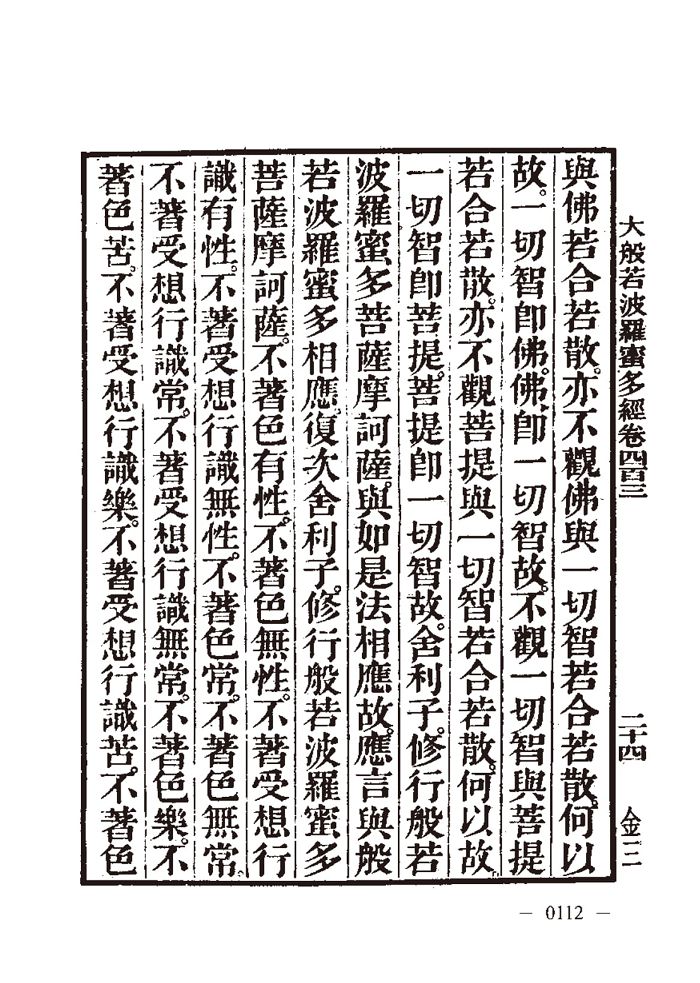 大般若波羅蜜多經卷四百三 二十四 金三
與佛若合若散。亦不觀佛與一切智若合若散。何以
故。一切智卽佛。佛卽一切智故。不觀一切智與菩提
若合若散。亦不觀菩提與一切智若合若散。何以故。
一切智卽菩提。菩提卽一切智故。舍利子。修行般若
波羅蜜多菩薩摩訶薩。與如是法相應故。應言與般
若波羅蜜多相應。復次舍利子。修行般若波羅蜜多
菩薩摩訶薩。不著色有性。不著色無性。不著受想行
識有性。不著受想行識無性。不著色常。不著色無常。
不著受想行識常。不著受想行識無常。不著色樂。不
著色苦。不著受想行識樂。不著受想行識苦。不著色
— 0112 —